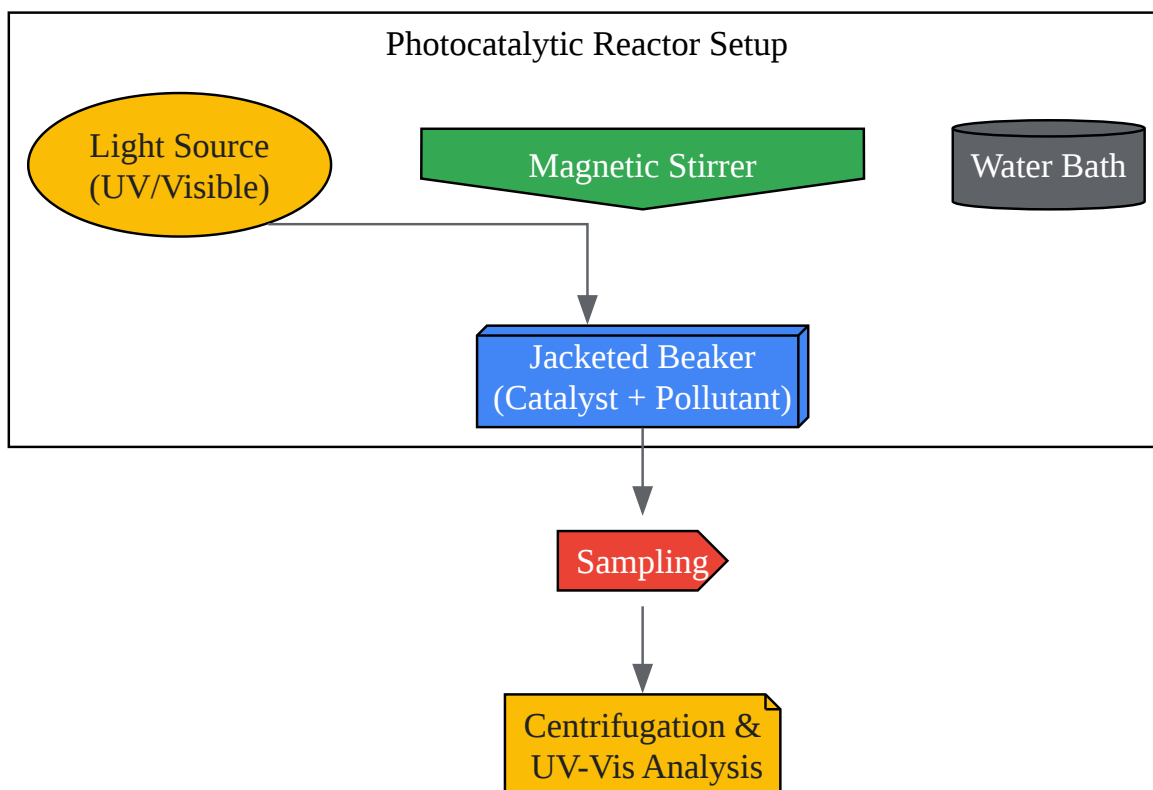 Photocatalytic Reactor Setup
Light Source
(UV/Visible)
Magnetic Stirrer
Water Bath
Jacketed Beaker
(Catalyst + Pollutant)
Sampling
Centrifugation &
UV-Vis Analysis